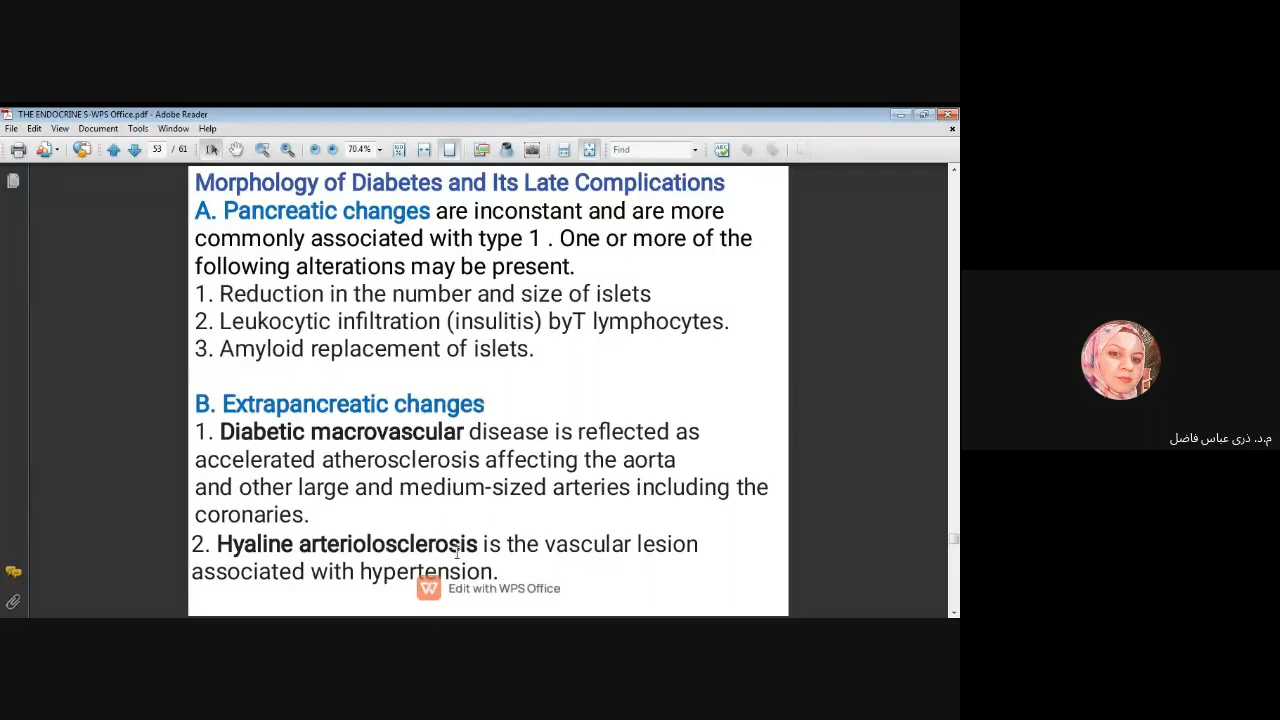 THE ENDOCRINE S-WPS Office.pdf - Adobe Reader
File Edit View Document Tools Window Help
53 / 61 70.4% Find
Morphology of Diabetes and Its Late Complications
A. Pancreatic changes are inconstant and are more
commonly associated with type 1 . One or more of the
following alterations may be present.
1. Reduction in the number and size of islets
2. Leukocytic infiltration (insulitis) byT lymphocytes.
3. Amyloid replacement of islets.
B. Extrapancreatic changes
1. Diabetic macrovascular disease is reflected as
accelerated atherosclerosis affecting the aorta
and other large and medium-sized arteries including the
coronaries.
2. Hyaline arteriolosclerosis is the vascular lesion
associated with hypertension.
Edit with WPS Office
م.د. ذرى عباس فاضل